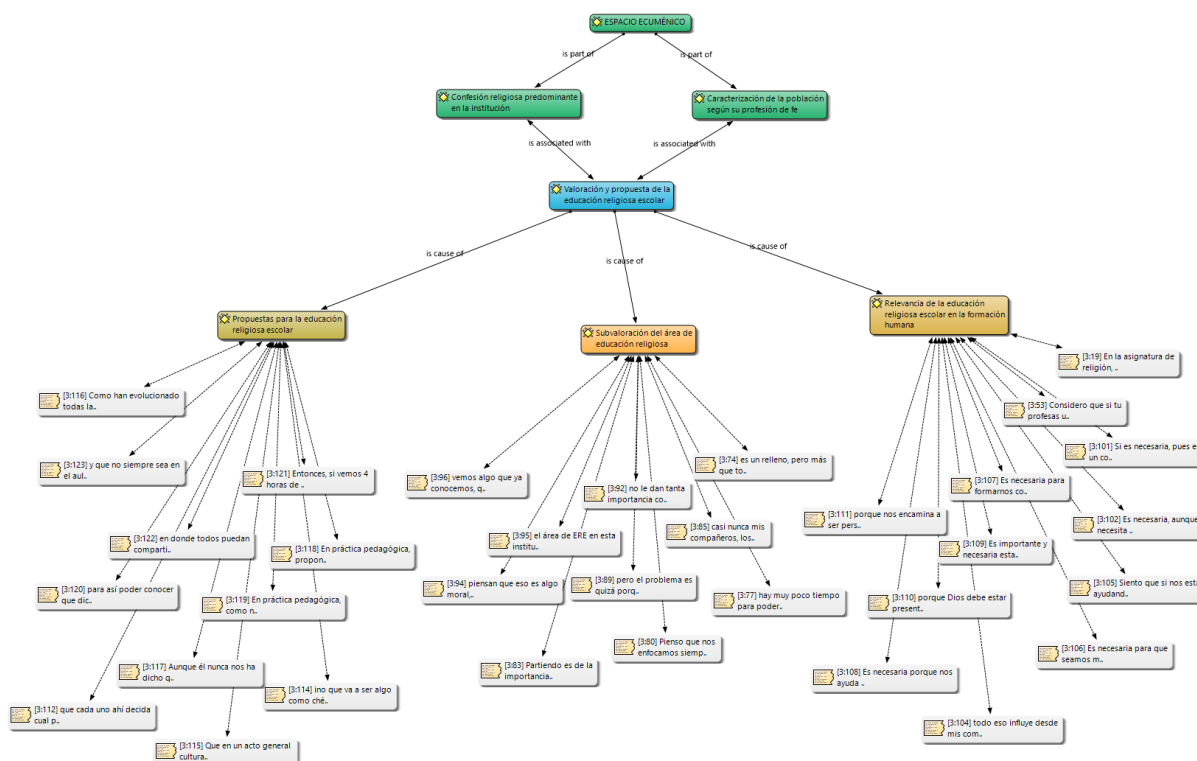 ESPACIO ECUMÉNICO
is part of
is part of
Confesión religiosa predominante
en la institución
Caracterización de la población
según su profesión de fe
is associated with
is associated with
Valoración y propuesta de la
educación religiosa escolar
is cause of
is cause of
is cause of
Propuestas para la educación
religiosa escolar
Subvaloración del área de
educación religiosa
Relevancia de la educación
religiosa escolar en la formación
humana
[3:116] Como han evolucionado
todas la..
[3:123] y que no siempre sea en
el aul..
[3:121] Entonces, si vemos 4
horas de ..
[3:122] en donde todos puedan
comparti..
[3:118] En práctica pedagógica,
propon..
[3:120] para así poder conocer
que dic..
[3:119] En práctica pedagógica,
como n..
[3:117] Aunque él nunca nos ha
dicho q..
[3:114] ino que va a ser algo
como ché..
[3:112] que cada uno ahí decida
cual p..
[3:115] Que en un acto general
cultura..
[3:96] vemos algo que ya
conocemos, q..
[3:92] no le dan tanta
importancia co..
[3:74] es un relleno, pero más
que to..
[3:95] el área de ERE en esta
institu..
[3:85] casi nunca mis
compañeros, los..
[3:94] piensan que eso es algo
moral,..
[3:89] pero el problema es
quizá porq..
[3:77] hay muy poco tiempo
para poder..
[3:80] Pienso que nos
enfocamos siemp..
[3:83] Partiendo es de la
importancia..
[3:19] En la asignatura de
religión, ..
[3:53] Considero que si tu
profesas u..
[3:101] Si es necesaria, pues e
un co..
[3:107] Es necesaria para
formarnos co..
[3:111] porque nos encamina a
ser pers..
[3:102] Es necesaria, aunque
necesita ..
[3:109] Es importante y
necesaria esta..
[3:105] Siento que si nos está
ayudand..
[3:110] porque Dios debe estar
present..
[3:106] Es necesaria para que
seamos m..
[3:108] Es necesaria porque nos
ayuda ..
[3:104] todo eso influye desde
mis com..